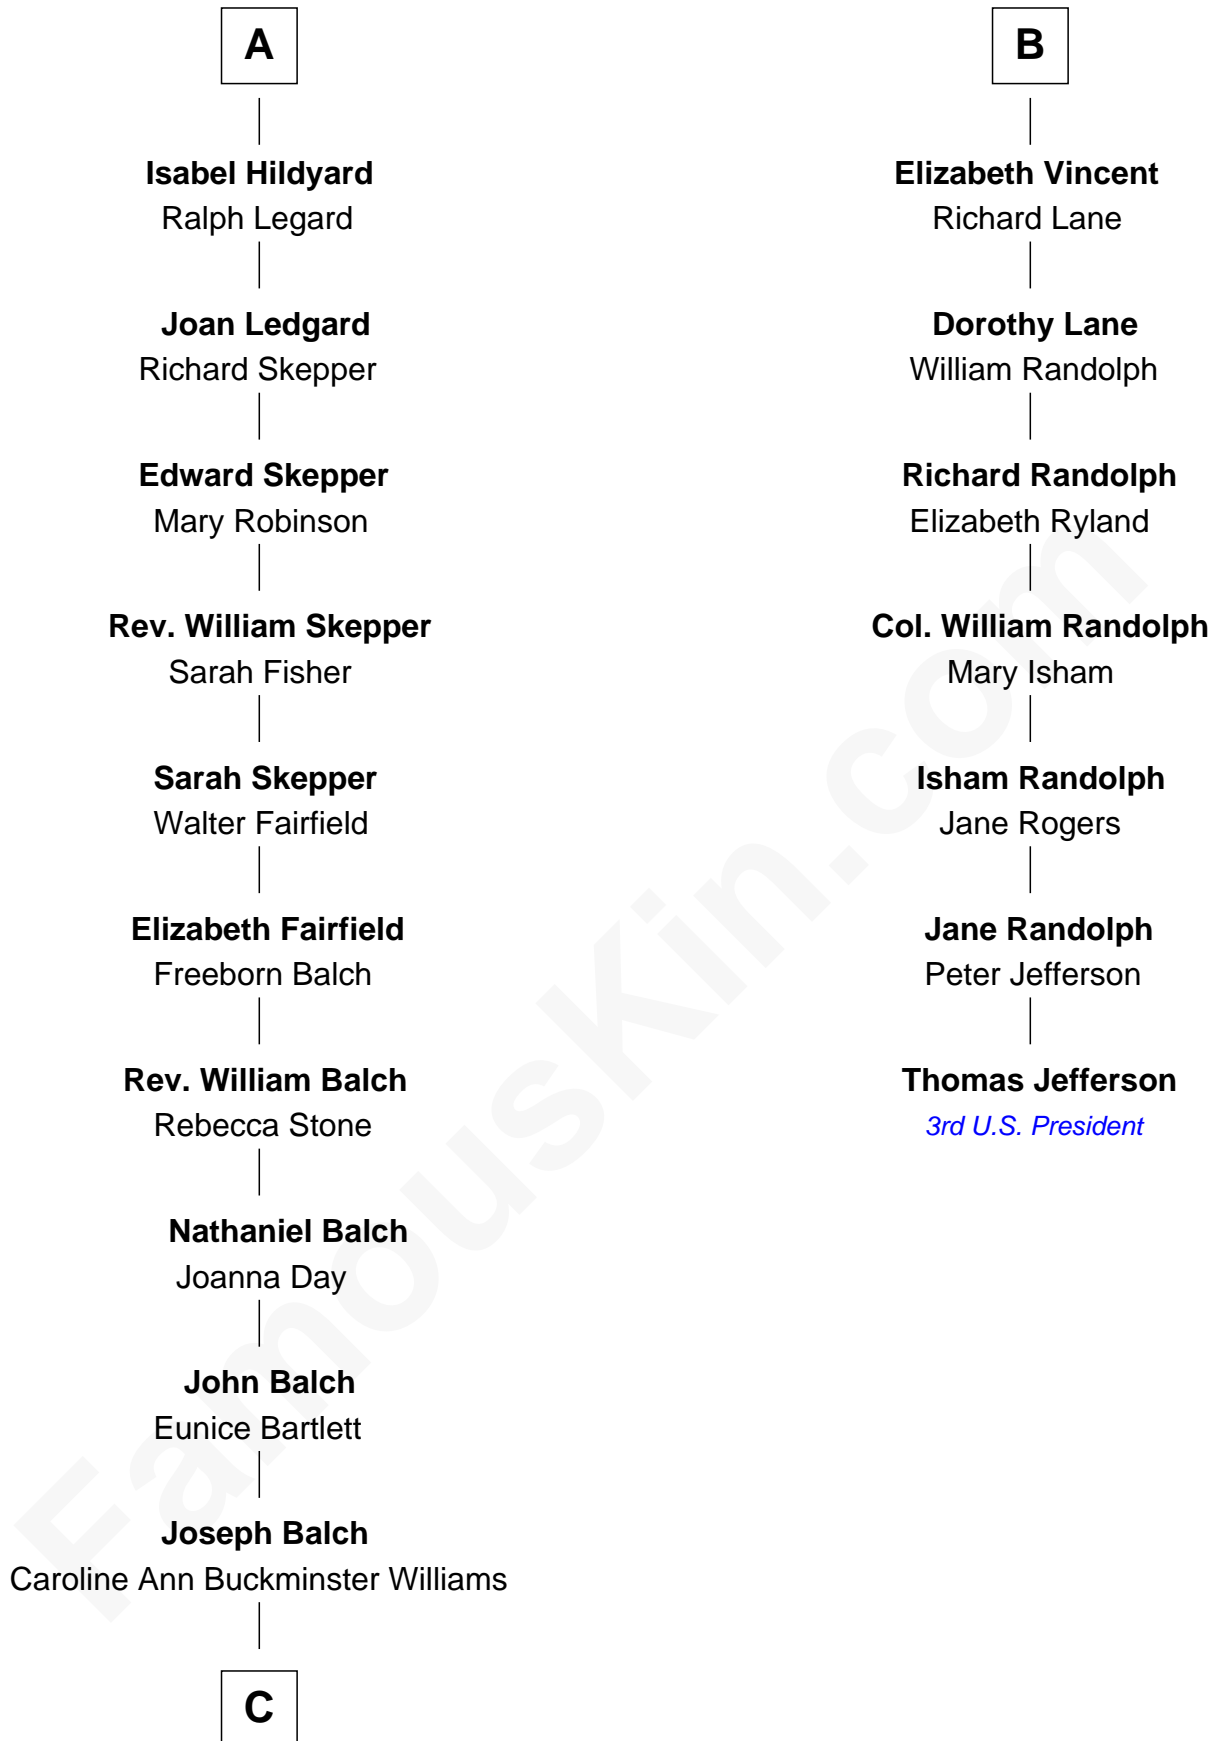 A
Isabel Hildyard
Ralph Legard
Joan Ledgard
Richard Skepper
Edward Skepper
Mary Robinson
Rev. William Skepper
Sarah Fisher
Sarah Skepper
Walter Fairfield
Elizabeth Fairfield
Freeborn Balch
Rev. William Balch
Rebecca Stone
Nathaniel Balch
Joanna Day
John Balch
Eunice Bartlett
Joseph Balch
Caroline Ann Buckminster Williams
C
B
Elizabeth Vincent
Richard Lane
Dorothy Lane
William Randolph
Richard Randolph
Elizabeth Ryland
Col. William Randolph
Mary Isham
Isham Randolph
Jane Rogers
Jane Randolph
Peter Jefferson
Thomas Jefferson
3rd U.S. President
FamousKin.com